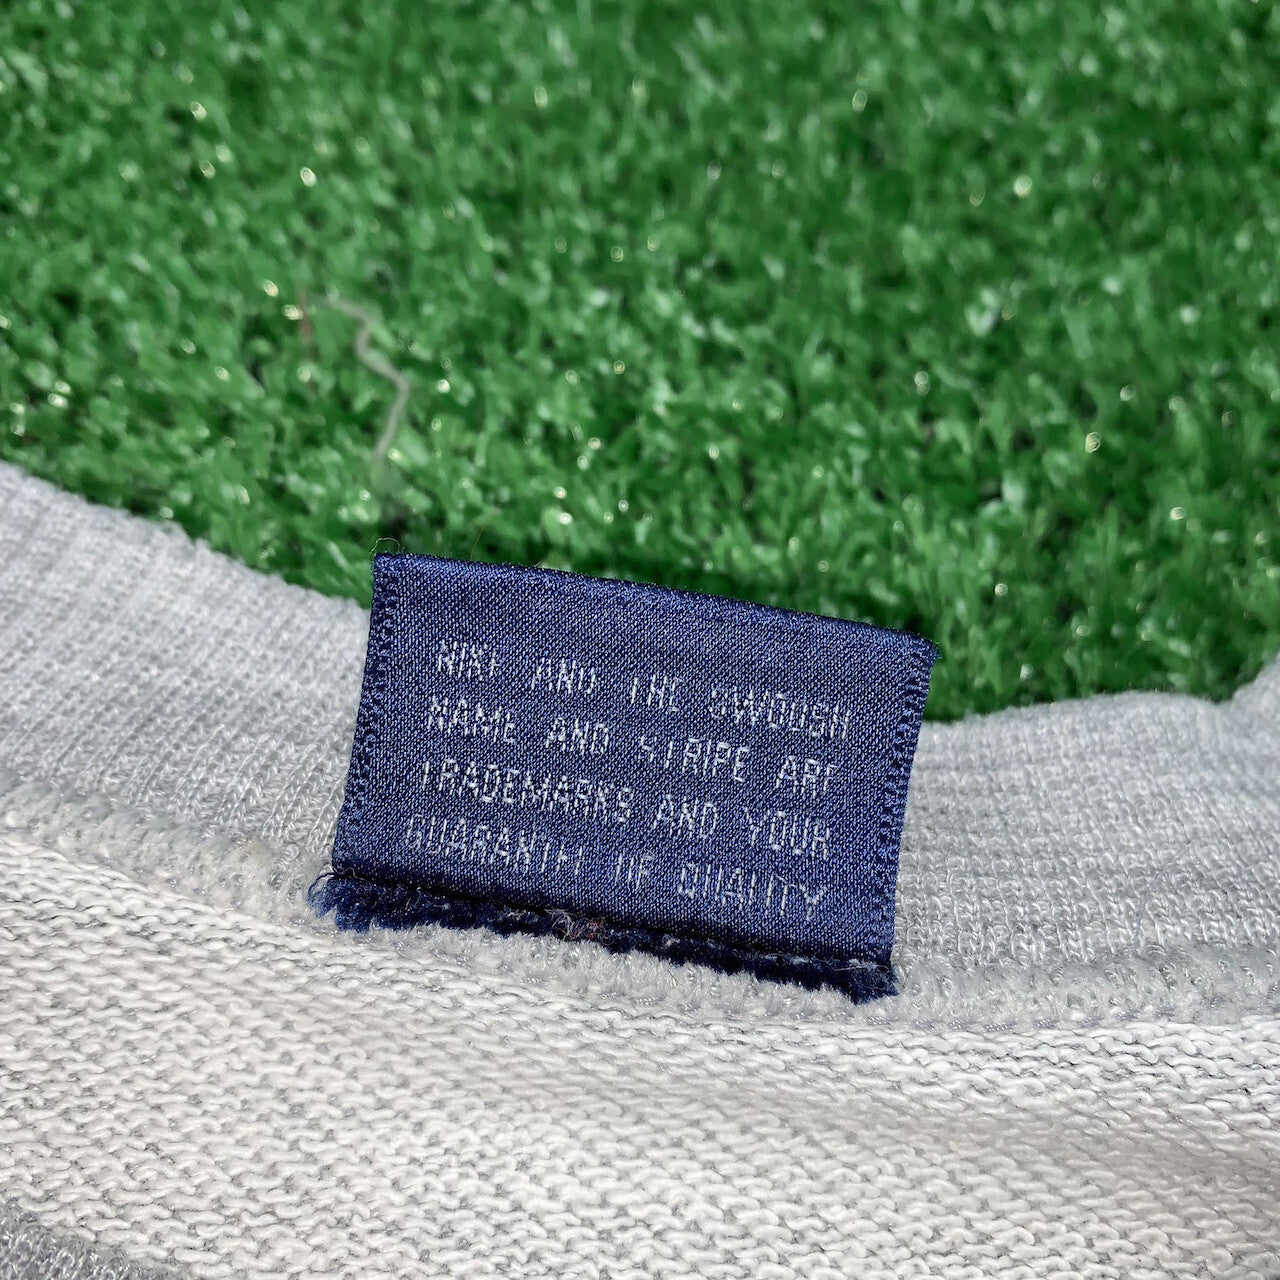 NIKE AND THE SWOOSH
NAME AND STRIPE ARE
TRADEMARKS AND YOUR
GUARANTEE OF QUALITY